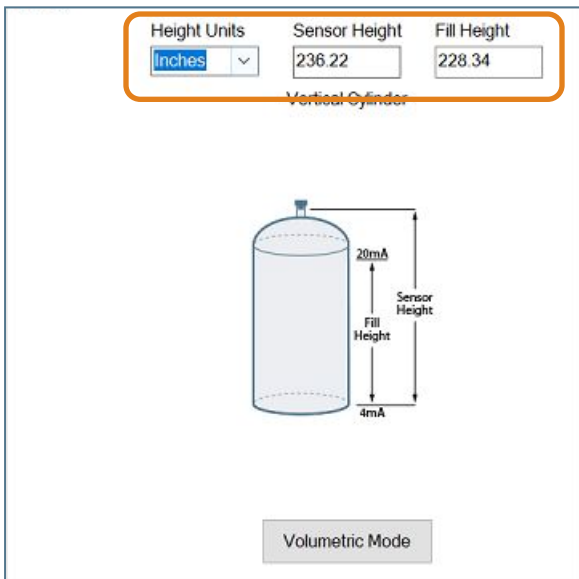 Height Units Sensor Height Fill Height
Inches 236.22 228.34
Vertical Cylinder
20mA
Sensor
Height
Fill
Height
4mA
Volumetric Mode